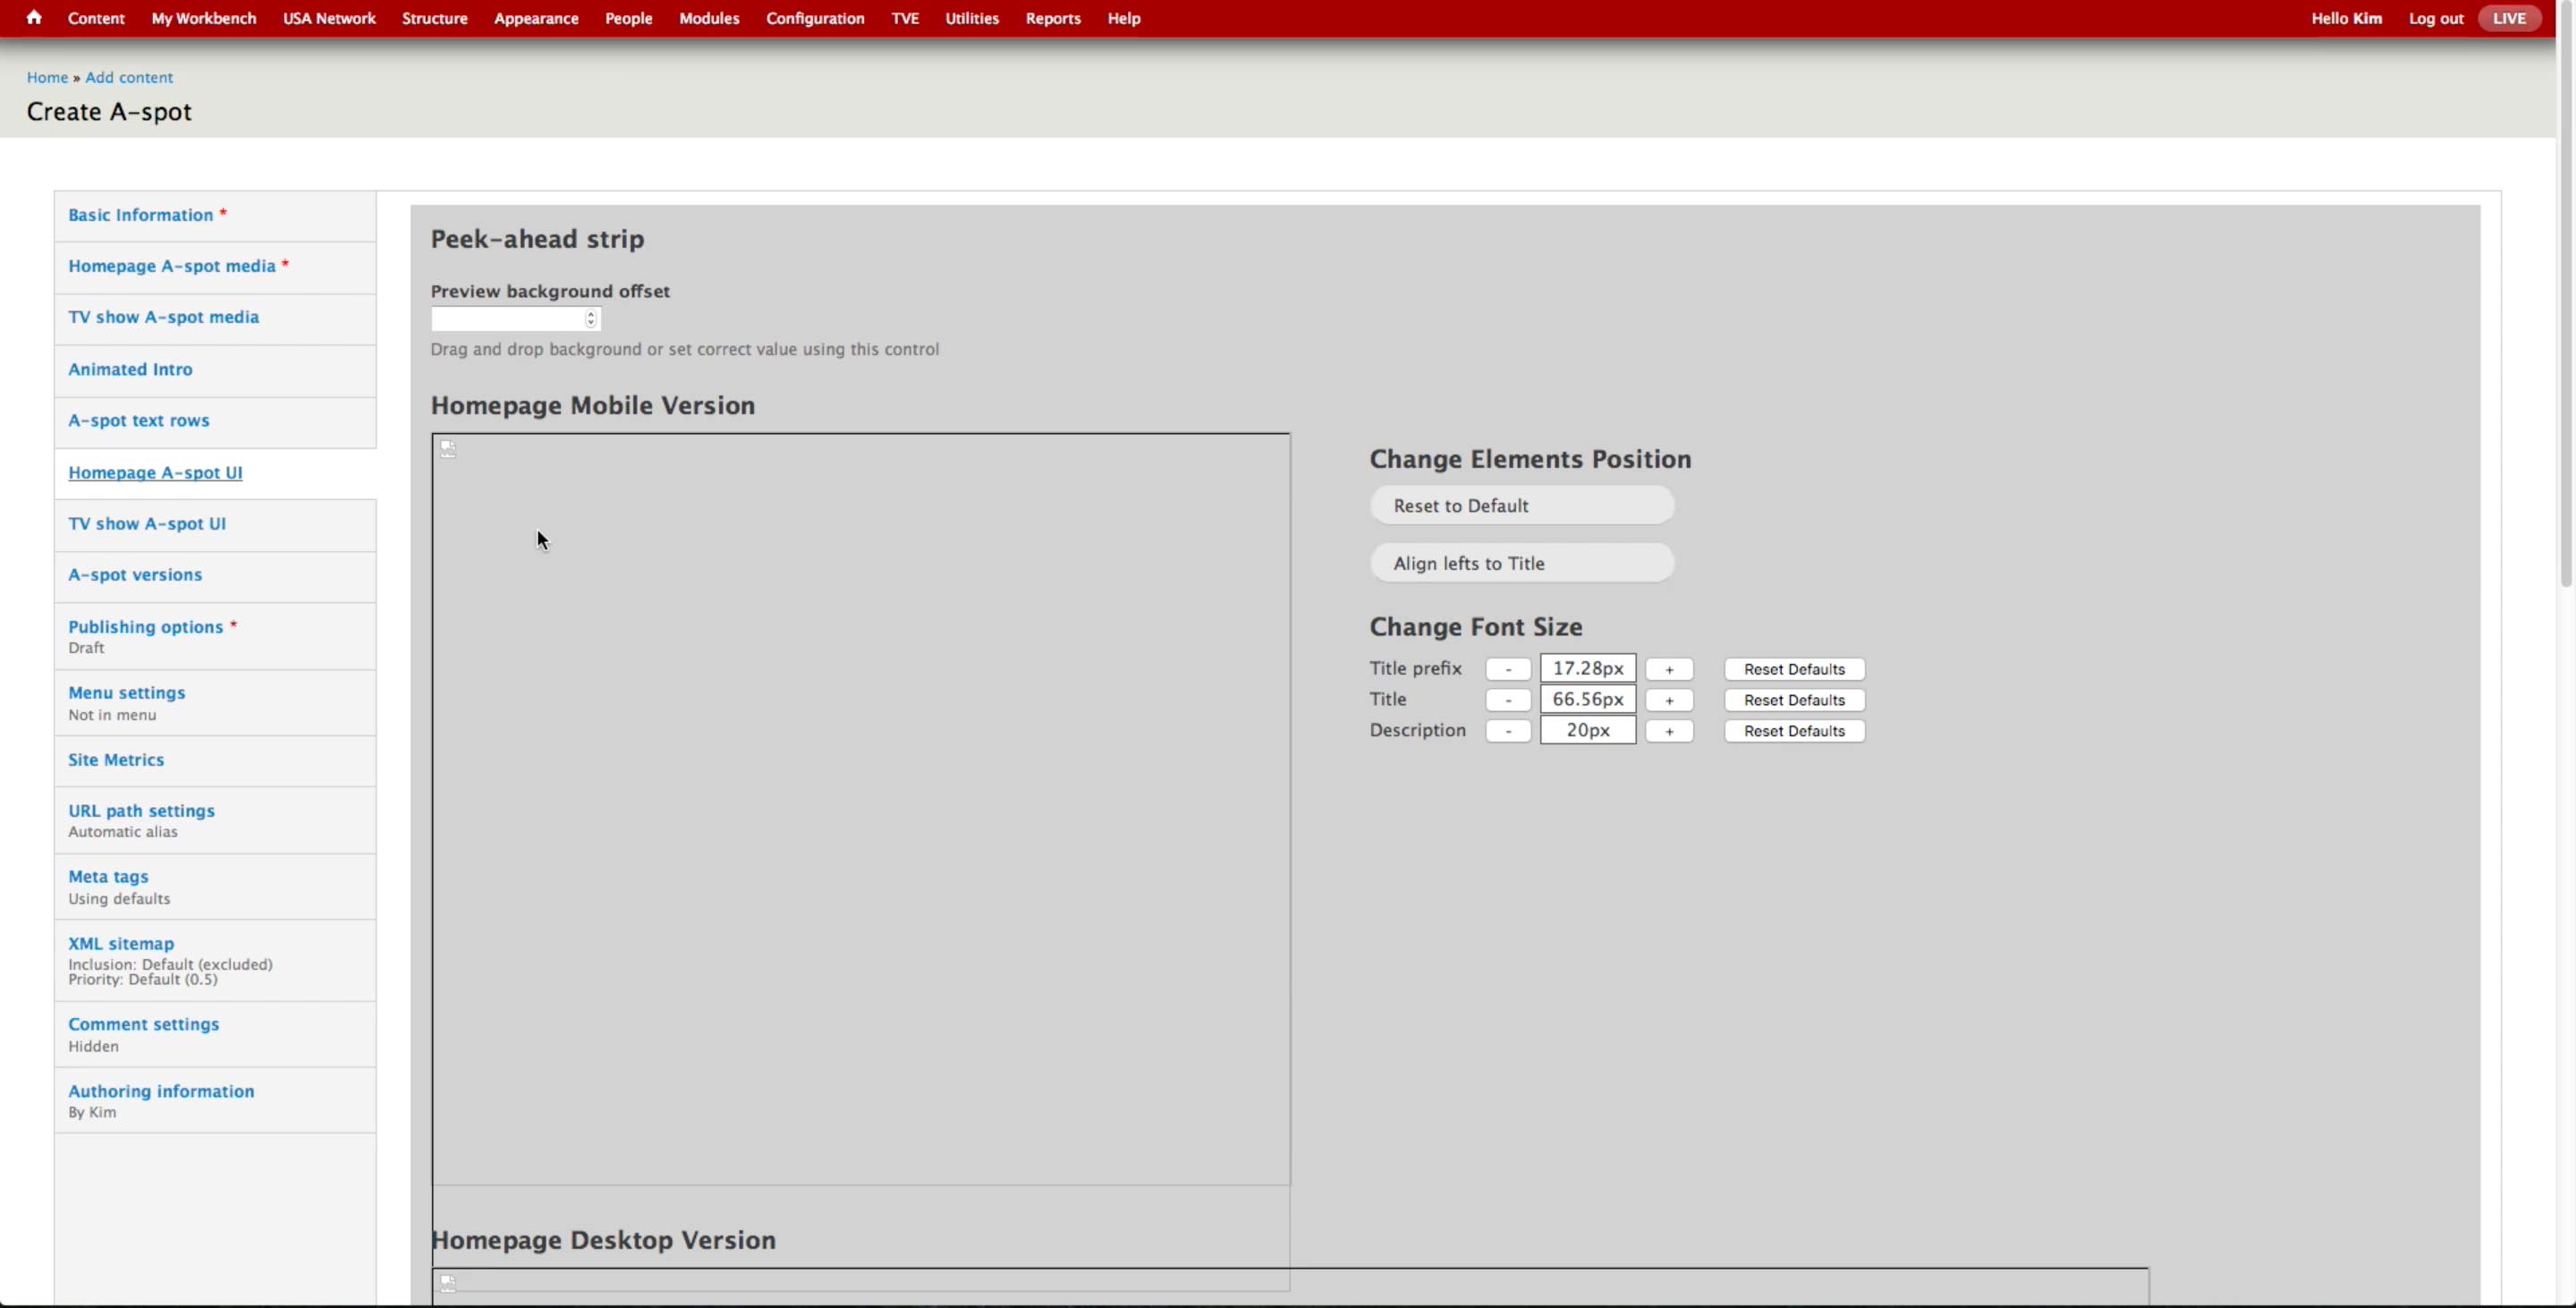 Content My Workbench USA Network Structure Appearance People Modules Configuration TVE Utilities Reports Help Hello Kim Log out LIVE
Home » Add content
Create A-spot
Basic Information *
Homepage A-spot media *
TV show A-spot media
Animated Intro
A-spot text rows
Homepage A-spot UI
TV show A-spot UI
A-spot versions
Publishing options *
Draft
Menu settings
Not in menu
Site Metrics
URL path settings
Automatic alias
Meta tags
Using defaults
XML sitemap
Inclusion: Default (excluded)
Priority: Default (0.5)
Comment settings
Hidden
Authoring information
By Kim
Peek-ahead strip
Preview background offset
Drag and drop background or set correct value using this control
Homepage Mobile Version
Change Elements Position
Reset to Default
Align lefts to Title
Change Font Size
Title prefix - 17.28px + Reset Defaults
Title - 66.56px + Reset Defaults
Description - 20px + Reset Defaults
Homepage Desktop Version